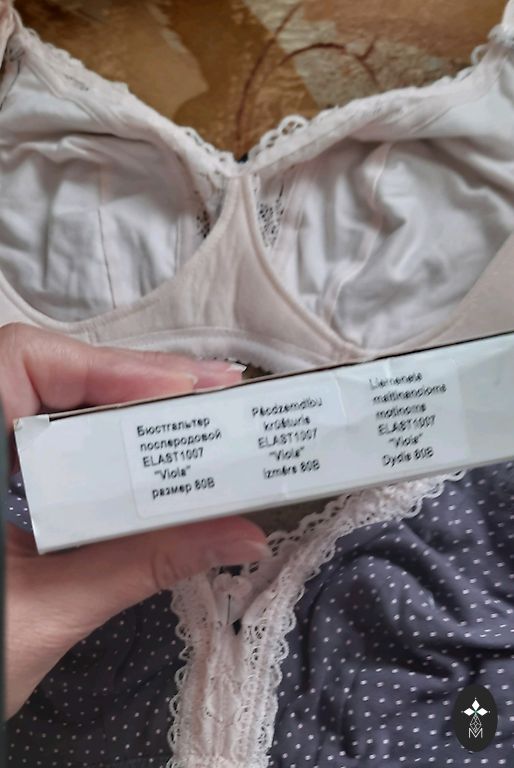 Бюстгальтер
послеродовой
ELAST1007
"Viola"
размер 80B
Pēcdzemdību
krūšturis
ELAST1007
"Viola"
Izmērs 80B
Liemenėlė
maitinančioms
motinoms
ELAST1007
"Viola"
Dydis 80B